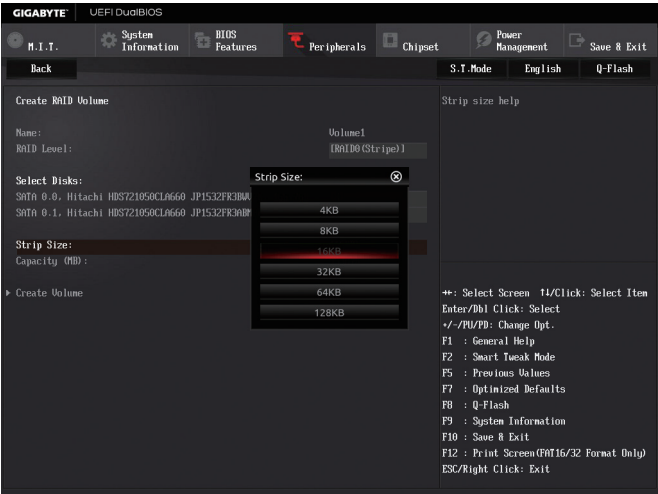 GIGABYTE™ UEFI DualBIOS
M.I.T.
System Information
BIOS Features
Peripherals
Chipset
Power Management
Save & Exit
Back
S.T.Mode English Q-Flash
Create RAID Volume
Name: Volume1
RAID Level: [RAID0(Stripe)]
Select Disks:
SATA 0.0, Hitachi HDS721050CLA660
SATA 0.1, Hitachi HDS721050CLA660
Strip Size:
Capacity (MB) :
Create Volume
Strip Size:
4KB
8KB
16KB
32KB
64KB
128KB
Strip size help
→←: Select Screen ↑↓/Click: Select Item
Enter/Dbl Click: Select
+/-/PU/PD: Change Opt.
F1 : General Help
F2 : Smart Tweak Mode
F5 : Previous Values
F7 : Optimized Defaults
F8 : Q-Flash
F9 : System Information
F10 : Save & Exit
F12 : Print Screen(FAT16/32 Format Only)
ESC/Right Click: Exit